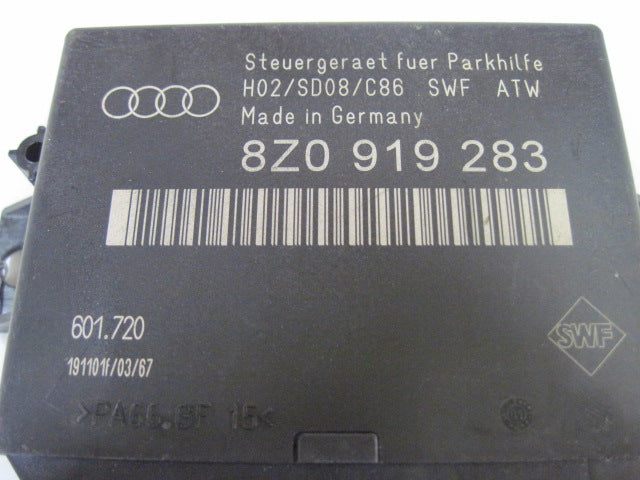 Steuergeraet fuer Parkhilfe
H02/SD08/C86 SWF ATW
Made in Germany
8Z0 919 283
601.720
SWF
191101f/03/67